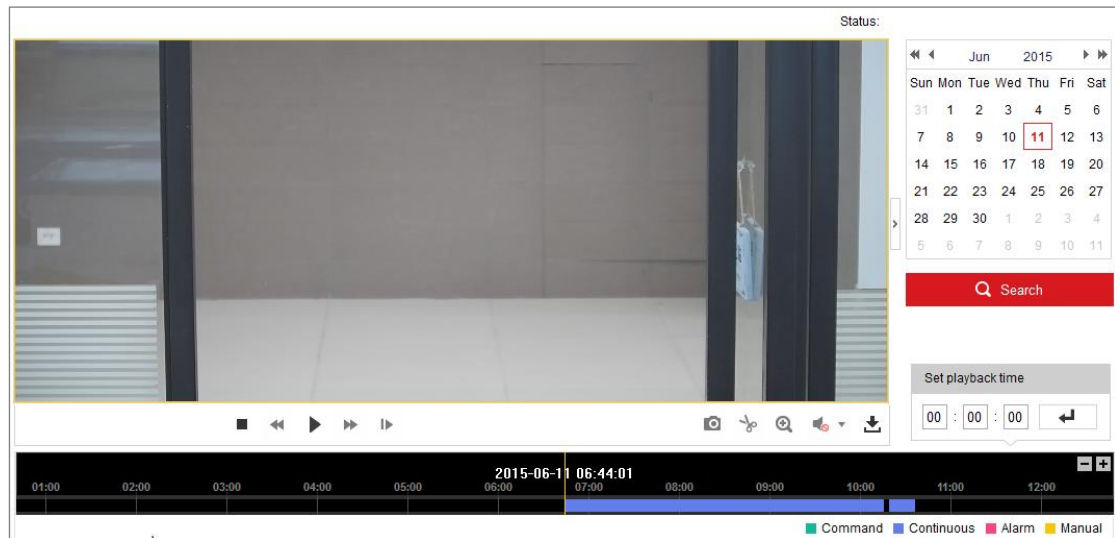 Status:
Jun 2015
Sun Mon Tue Wed Thu Fri Sat
31 1 2 3 4 5 6
7 8 9 10 11 12 13
14 15 16 17 18 19 20
21 22 23 24 25 26 27
28 29 30 1 2 3 4
5 6 7 8 9 10 11
Search
Set playback time
00 : 00 : 00
2015-06-11 06:44:01
01:00 02:00 03:00 04:00 05:00 06:00 07:00 08:00 09:00 10:00 11:00 12:00
Command Continuous Alarm Manual